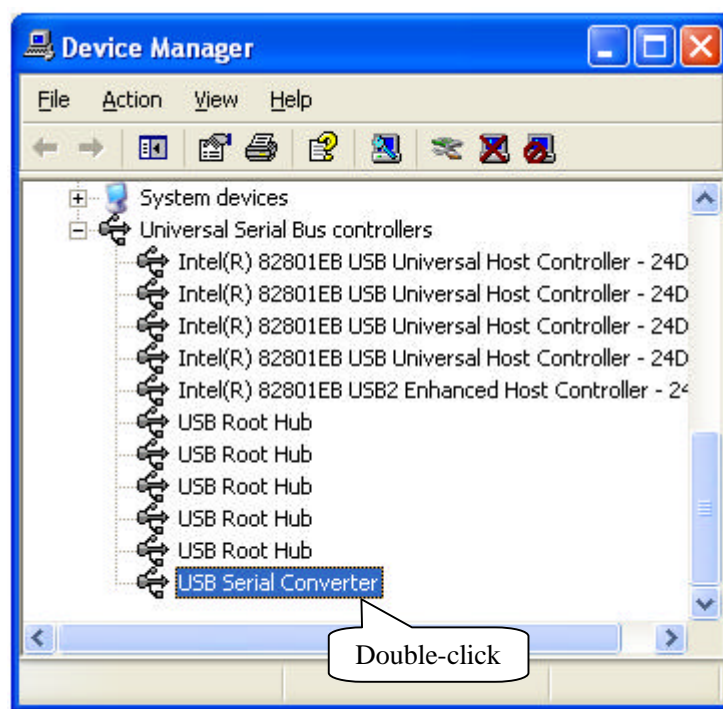 Device Manager
File Action View Help
System devices
Universal Serial Bus controllers
Intel(R) 82801EB USB Universal Host Controller - 24D
Intel(R) 82801EB USB Universal Host Controller - 24D
Intel(R) 82801EB USB Universal Host Controller - 24D
Intel(R) 82801EB USB Universal Host Controller - 24D
Intel(R) 82801EB USB2 Enhanced Host Controller - 24
USB Root Hub
USB Root Hub
USB Root Hub
USB Root Hub
USB Root Hub
USB Serial Converter
Double-click